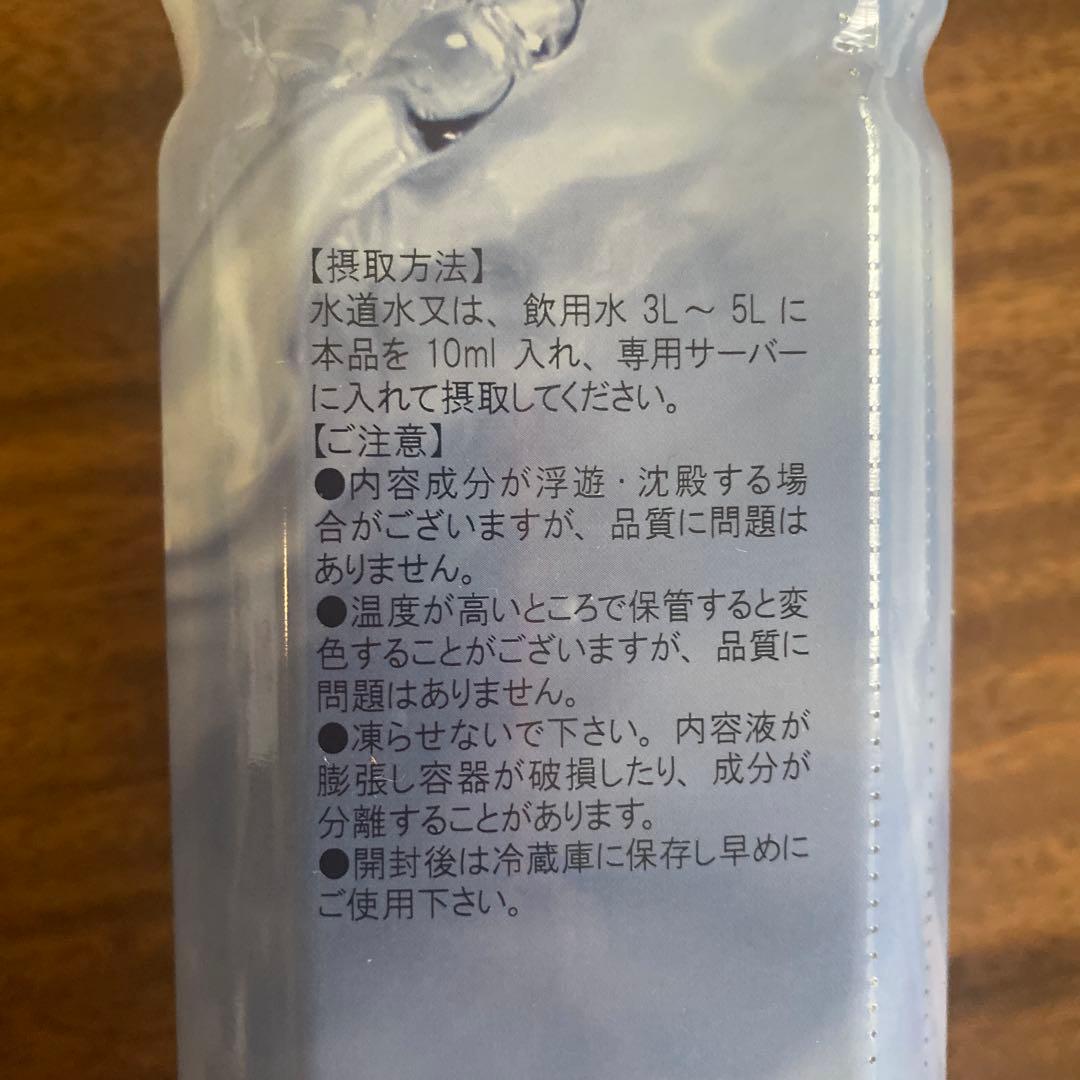 【摂取方法】
水道水又は、飲用水 3L～ 5L に
本品を 10ml 入れ、専用サーバー
に入れて摂取してください。
【ご注意】
●内容成分が浮遊・沈殿する場
合がございますが、品質に問題は
ありません。
●温度が高いところで保管すると変
色することがございますが、品質に
問題はありません。
●凍らせないで下さい。内容液が
膨張し容器が破損したり、成分が
分離することがあります。
●開封後は冷蔵庫に保存し早めに
ご使用下さい。